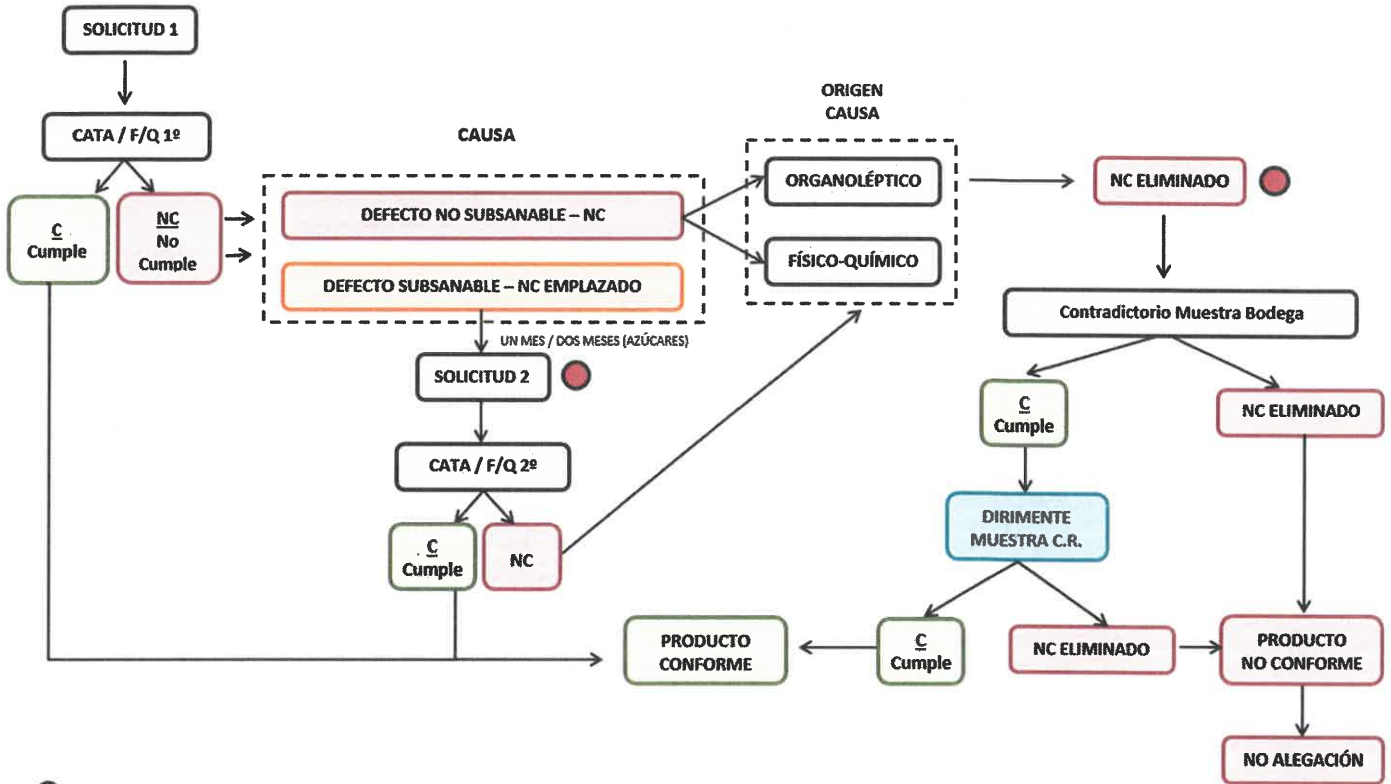 SOLICITUD 1
CATA / F/Q 1º
C
Cumple
NC
No
Cumple
CAUSA
DEFECTO NO SUBSANABLE – NC
DEFECTO SUBSANABLE – NC EMPLAZADO
UN MES / DOS MESES (AZÚCARES)
SOLICITUD 2
CATA / F/Q 2º
C
Cumple
NC
ORIGEN
CAUSA
ORGANOLÉPTICO
FÍSICO-QUÍMICO
NC ELIMINADO
Contradictorio Muestra Bodega
C
Cumple
NC ELIMINADO
DIRIMENTE
MUESTRA C.R.
C
Cumple
NC ELIMINADO
PRODUCTO
CONFORME
PRODUCTO
NO CONFORME
NO ALEGACIÓN